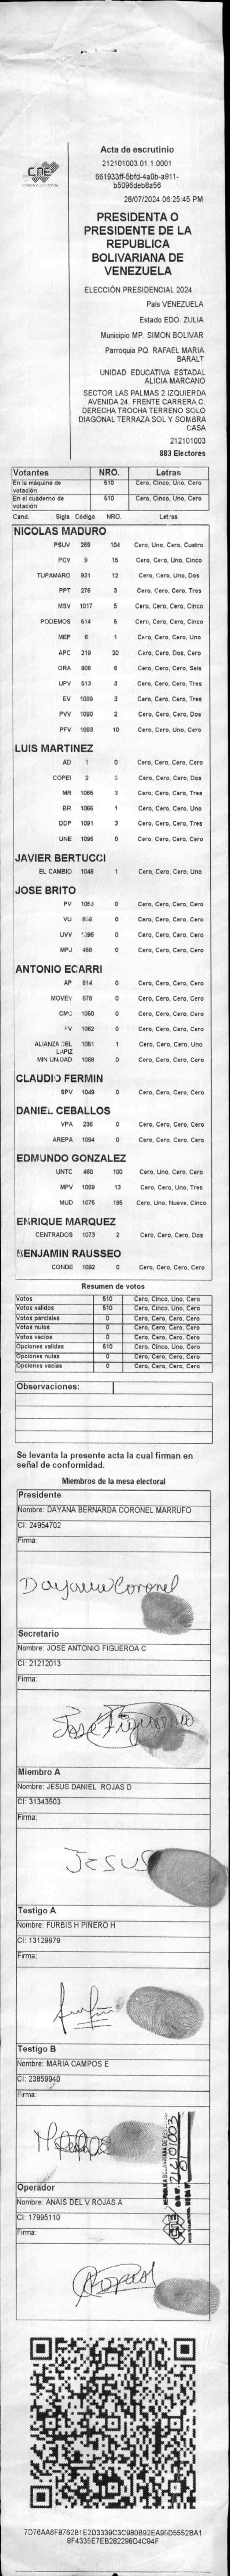 CNE
Acta de escrutinio
212101003.01.1.0001
661933ff-5bfd-4a0b-a911-
b5096deb8a56
28/07/2024 06:25:45 PM
PRESIDENTA O
PRESIDENTE DE LA
REPUBLICA
BOLIVARIANA DE
VENEZUELA
ELECCIÓN PRESIDENCIAL 2024
País VENEZUELA
Estado EDO. ZULIA
Municipio MP. SIMON BOLIVAR
Parroquia PQ. RAFAEL MARIA
BARALT
UNIDAD EDUCATIVA ESTADAL
ALICIA MARCANO
SECTOR LAS PALMAS 2 IZQUIERDA
AVENIDA 24. FRENTE CARRERA C.
DERECHA TROCHA TERRENO SOLO
DIAGONAL TERRAZA SOL Y SOMBRA
CASA
212101003
883 Electores
Votantes NRO. Letras
En la máquina de votación 510 Cero, Cinco, Uno, Cero
En el cuaderno de votación 510 Cero, Cinco, Uno, Cero
Cand. Sigla Código NRO. Letras
NICOLAS MADURO
PSUV 269 104 Cero, Uno, Cero, Cuatro
PCV 9 15 Cero, Cero, Uno, Cinco
TUPAMARO 931 12 Cero, Cero, Uno, Dos
PPT 276 3 Cero, Cero, Cero, Tres
MSV 1017 5 Cero, Cero, Cero, Cinco
PODEMOS 514 5 Cero, Cero, Cero, Cinco
MEP 6 1 Cero, Cero, Cero, Uno
APC 219 20 Cero, Cero, Dos, Cero
ORA 906 6 Cero, Cero, Cero, Seis
UPV 513 3 Cero, Cero, Cero, Tres
EV 1099 3 Cero, Cero, Cero, Tres
PVV 1090 2 Cero, Cero, Cero, Dos
PFV 1093 10 Cero, Cero, Uno, Cero
LUIS MARTINEZ
AD 1 0 Cero, Cero, Cero, Cero
COPEI 2 2 Cero, Cero, Cero, Dos
MR 1065 3 Cero, Cero, Cero, Tres
BR 1066 1 Cero, Cero, Cero, Uno
DDP 1091 3 Cero, Cero, Cero, Tres
UNE 1095 0 Cero, Cero, Cero, Cero
JAVIER BERTUCCI
EL CAMBIO 1048 1 Cero, Cero, Cero, Uno
JOSE BRITO
PV 1053 0 Cero, Cero, Cero, Cero
VU 0 Cero, Cero, Cero, Cero
UVV 1096 0 Cero, Cero, Cero, Cero
MPJ 458 0 Cero, Cero, Cero, Cero
ANTONIO ECARRI
AP 814 0 Cero, Cero, Cero, Cero
MOVEV 678 0 Cero, Cero, Cero, Cero
CMC 1050 0 Cero, Cero, Cero, Cero
FV 1062 0 Cero, Cero, Cero, Cero
ALIANZA DEL LAPIZ 1051 1 Cero, Cero, Cero, Uno
MIN UNIDAD 1068 0 Cero, Cero, Cero, Cero
CLAUDIO FERMIN
SPV 1049 0 Cero, Cero, Cero, Cero
DANIEL CEBALLOS
VPA 236 0 Cero, Cero, Cero, Cero
AREPA 1094 0 Cero, Cero, Cero, Cero
EDMUNDO GONZALEZ
UNTC 460 100 Cero, Uno, Cero, Cero
MPV 1069 13 Cero, Cero, Uno, Tres
MUD 1075 195 Cero, Uno, Nueve, Cinco
ENRIQUE MARQUEZ
CENTRADOS 1073 2 Cero, Cero, Cero, Dos
BENJAMIN RAUSSEO
CONDE 1092 0 Cero, Cero, Cero, Cero
Resumen de votos
Votos 510 Cero, Cinco, Uno, Cero
Votos validos 510 Cero, Cinco, Uno, Cero
Votos parciales 0 Cero, Cero, Cero, Cero
Votos nulos 0 Cero, Cero, Cero, Cero
Votos vacios 0 Cero, Cero, Cero, Cero
Opciones validas 510 Cero, Cinco, Uno, Cero
Opciones nulas 0 Cero, Cero, Cero, Cero
Opciones vacias 0 Cero, Cero, Cero, Cero
Observaciones:
Se levanta la presente acta la cual firman en
señal de conformidad.
Miembros de la mesa electoral
Presidente
Nombre: DAYANA BERNARDA CORONEL MARRUFO
CI: 24954702
Firma:
Dayana Coronel
Secretario
Nombre: JOSE ANTONIO FIGUEROA C
CI: 21212013
Firma:
Jose Figueroa
Miembro A
Nombre: JESUS DANIEL ROJAS D
CI: 31343503
Firma:
JESUS
Testigo A
Nombre: FURBIS H PIÑERO H
CI: 13129979
Firma:
Testigo B
Nombre: MARIA CAMPOS E
CI: 23859940
Firma:
212101003
CNE
Operador
Nombre: ANAIS DEL V ROJAS A
CI: 17995110
Firma:
7D76AA6F8762B1E2D3339C3C980B92EA95D5552BA1
8F4335E7EB282298D4C94F